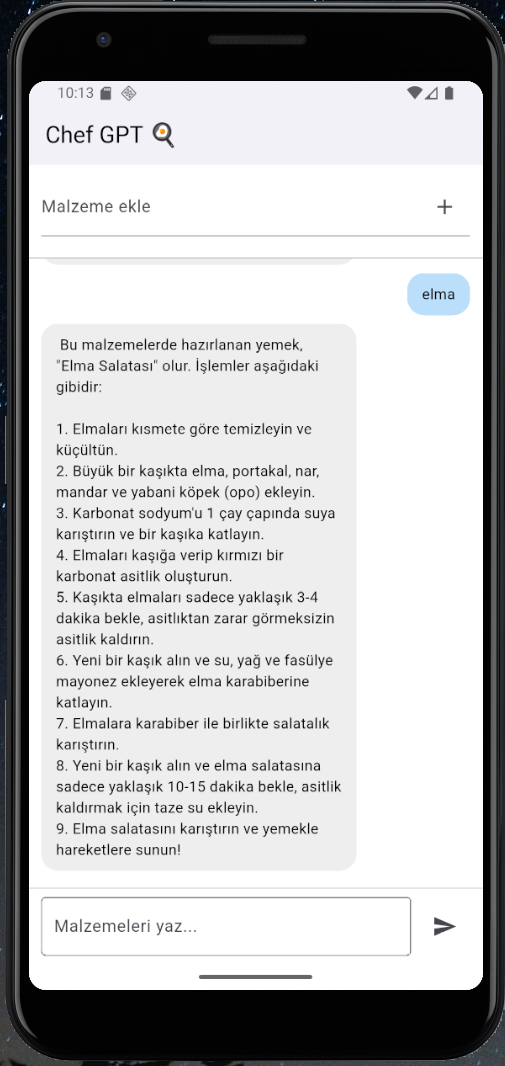 10:13
Chef GPT
Malzeme ekle
elma
Bu malzemelerde hazırlanan yemek,
"Elma Salatası" olur. İşlemler aşağıdaki
gibidir:
1. Elmaları kısmete göre temizleyin ve
küçültün.
2. Büyük bir kaşıkta elma, portakal, nar,
mandar ve yabani köpek (opo) ekleyin.
3. Karbonat sodyum'u 1 çay çapında suya
karıştırın ve bir kaşıka katlayın.
4. Elmaları kaşığa verip kırmızı bir
karbonat asitlik oluşturun.
5. Kaşıkta elmaları sadece yaklaşık 3-4
dakika bekle, asitlıktan zarar görmeksizin
asitlik kaldırın.
6. Yeni bir kaşık alın ve su, yağ ve fasülye
mayonez ekleyerek elma karabiberine
katlayın.
7. Elmalara karabiber ile birlikte salatalık
karıştırın.
8. Yeni bir kaşık alın ve elma salatasına
sadece yaklaşık 10-15 dakika bekle, asitlik
kaldırmak için taze su ekleyin.
9. Elma salatasını karıştırın ve yemekle
hareketlere sunun!
Malzemeleri yaz...